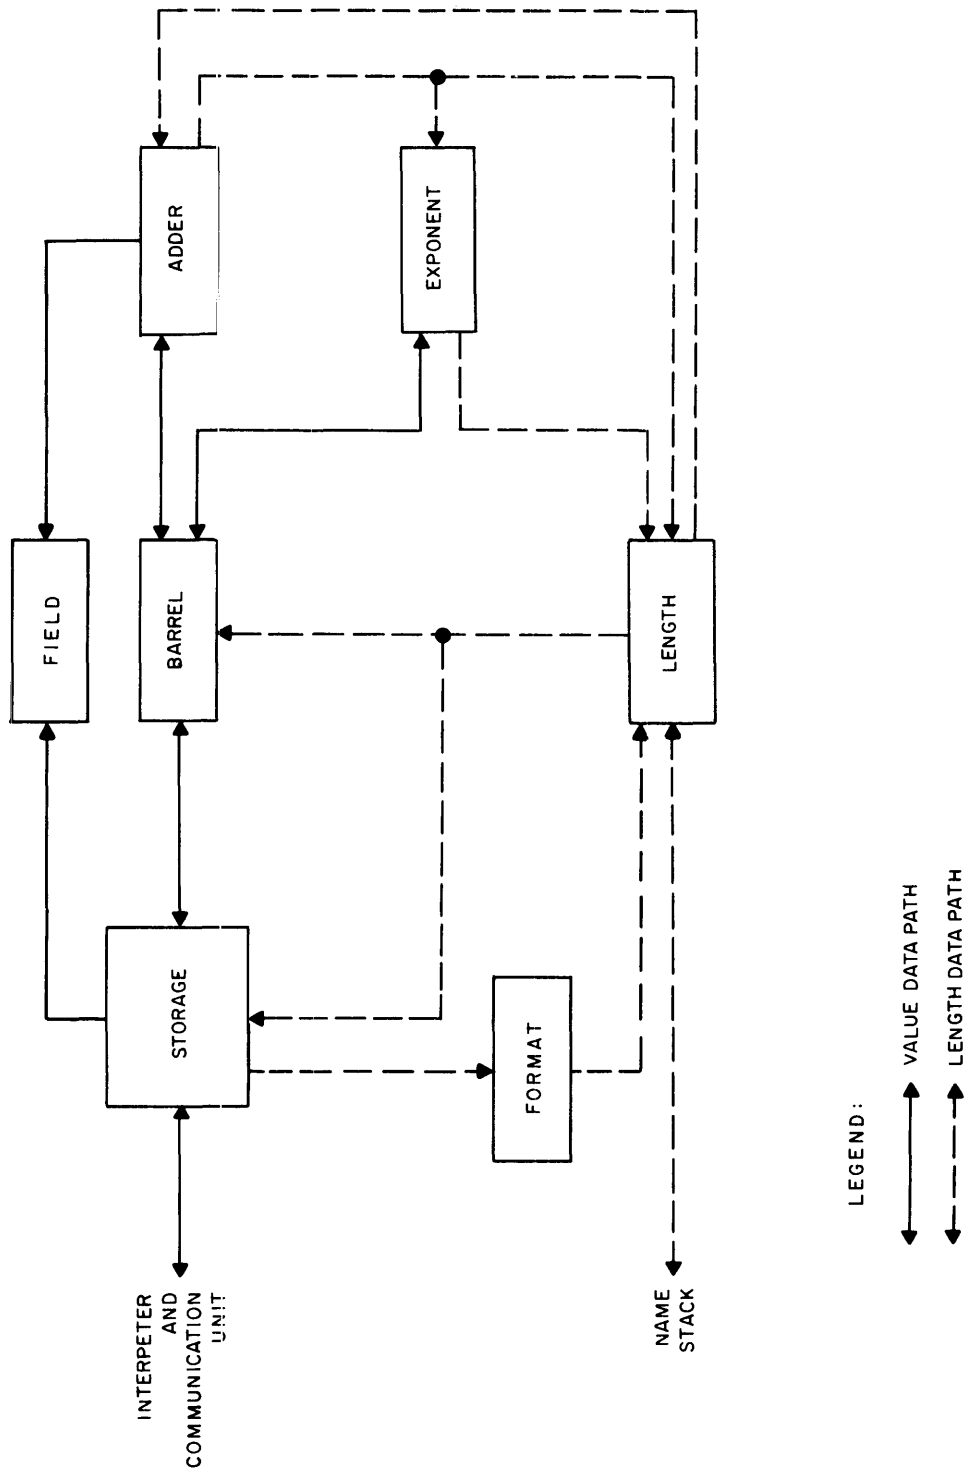 FIELD
ADDER
BARREL
STORAGE
INTERPETER
AND
COMMUNICATION
UNIT
EXPONENT
FORMAT
LENGTH
NAME
STACK
LEGEND:
VALUE DATA PATH
LENGTH DATA PATH